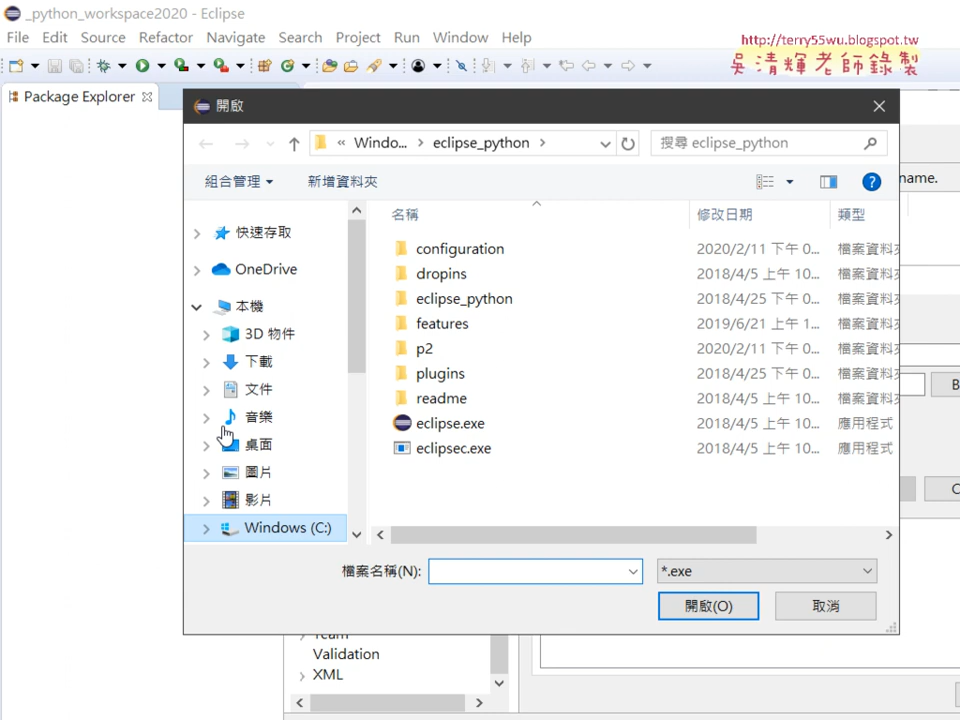 _python_workspace2020 - Eclipse
File Edit Source Refactor Navigate Search Project Run Window Help
http://terry55wu.blogspot.tw
吳清輝老師錄製
Package Explorer
開啟
« Windo... › eclipse_python ›
搜尋 eclipse_python
組合管理 新增資料夾
name.
名稱 修改日期 類型
快速存取
OneDrive
本機
3D 物件
下載
文件
音樂
桌面
圖片
影片
Windows (C:)
configuration 2020/2/11 下午 0... 檔案資料夾
dropins 2018/4/5 上午 10... 檔案資料夾
eclipse_python 2018/4/25 下午 0... 檔案資料夾
features 2019/6/21 上午 1... 檔案資料夾
p2 2020/2/11 下午 0... 檔案資料夾
plugins 2018/4/25 下午 0... 檔案資料夾
readme 2018/4/5 上午 10... 檔案資料夾
eclipse.exe 2018/4/5 上午 10... 應用程式
eclipsec.exe 2018/4/5 上午 10... 應用程式
檔案名稱(N):
*.exe
開啟(O) 取消
Team
Validation
XML